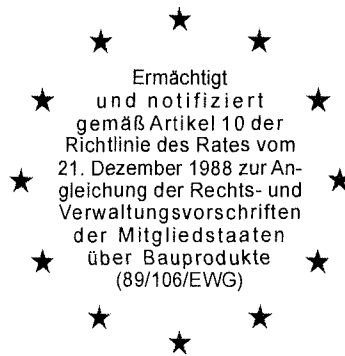 Ermächtigt
und notifiziert
gemäß Artikel 10 der
Richtlinie des Rates vom
21. Dezember 1988 zur An-
gleichung der Rechts- und
Verwaltungsvorschriften
der Mitgliedstaaten
über Bauprodukte
(89/106/EWG)